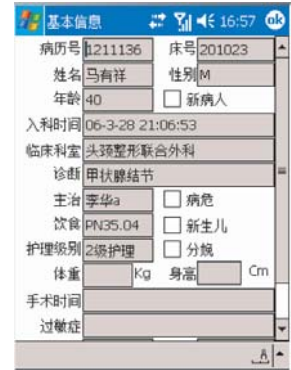 基本信息 16:57 ok
病历号 1211136 床号 201023
姓名 马有祥 性别 M
年龄 40 新病人
入科时间 06-3-28 21:06:53
临床科室 头颈整形联合外科
诊断 甲状腺结节
主治 李华a 病危
饮食 PN35.04 新生儿
护理级别 2级护理 分娩
体重 Kg 身高 Cm
手术时间
过敏症